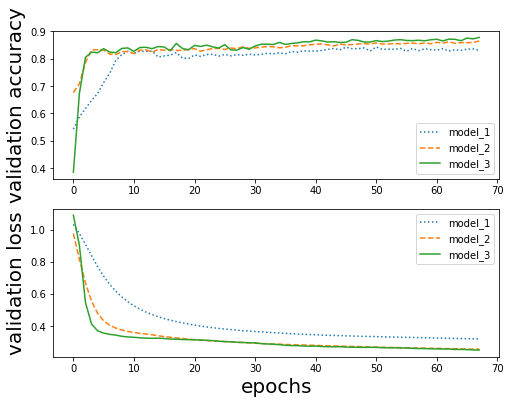 validation accuracy
0.9
0.8
0.7
0.6
0.5
0.4
0 10 20 30 40 50 60 70
model_1
model_2
model_3
validation loss
1.0
0.8
0.6
0.4
0 10 20 30 40 50 60 70
model_1
model_2
model_3
epochs